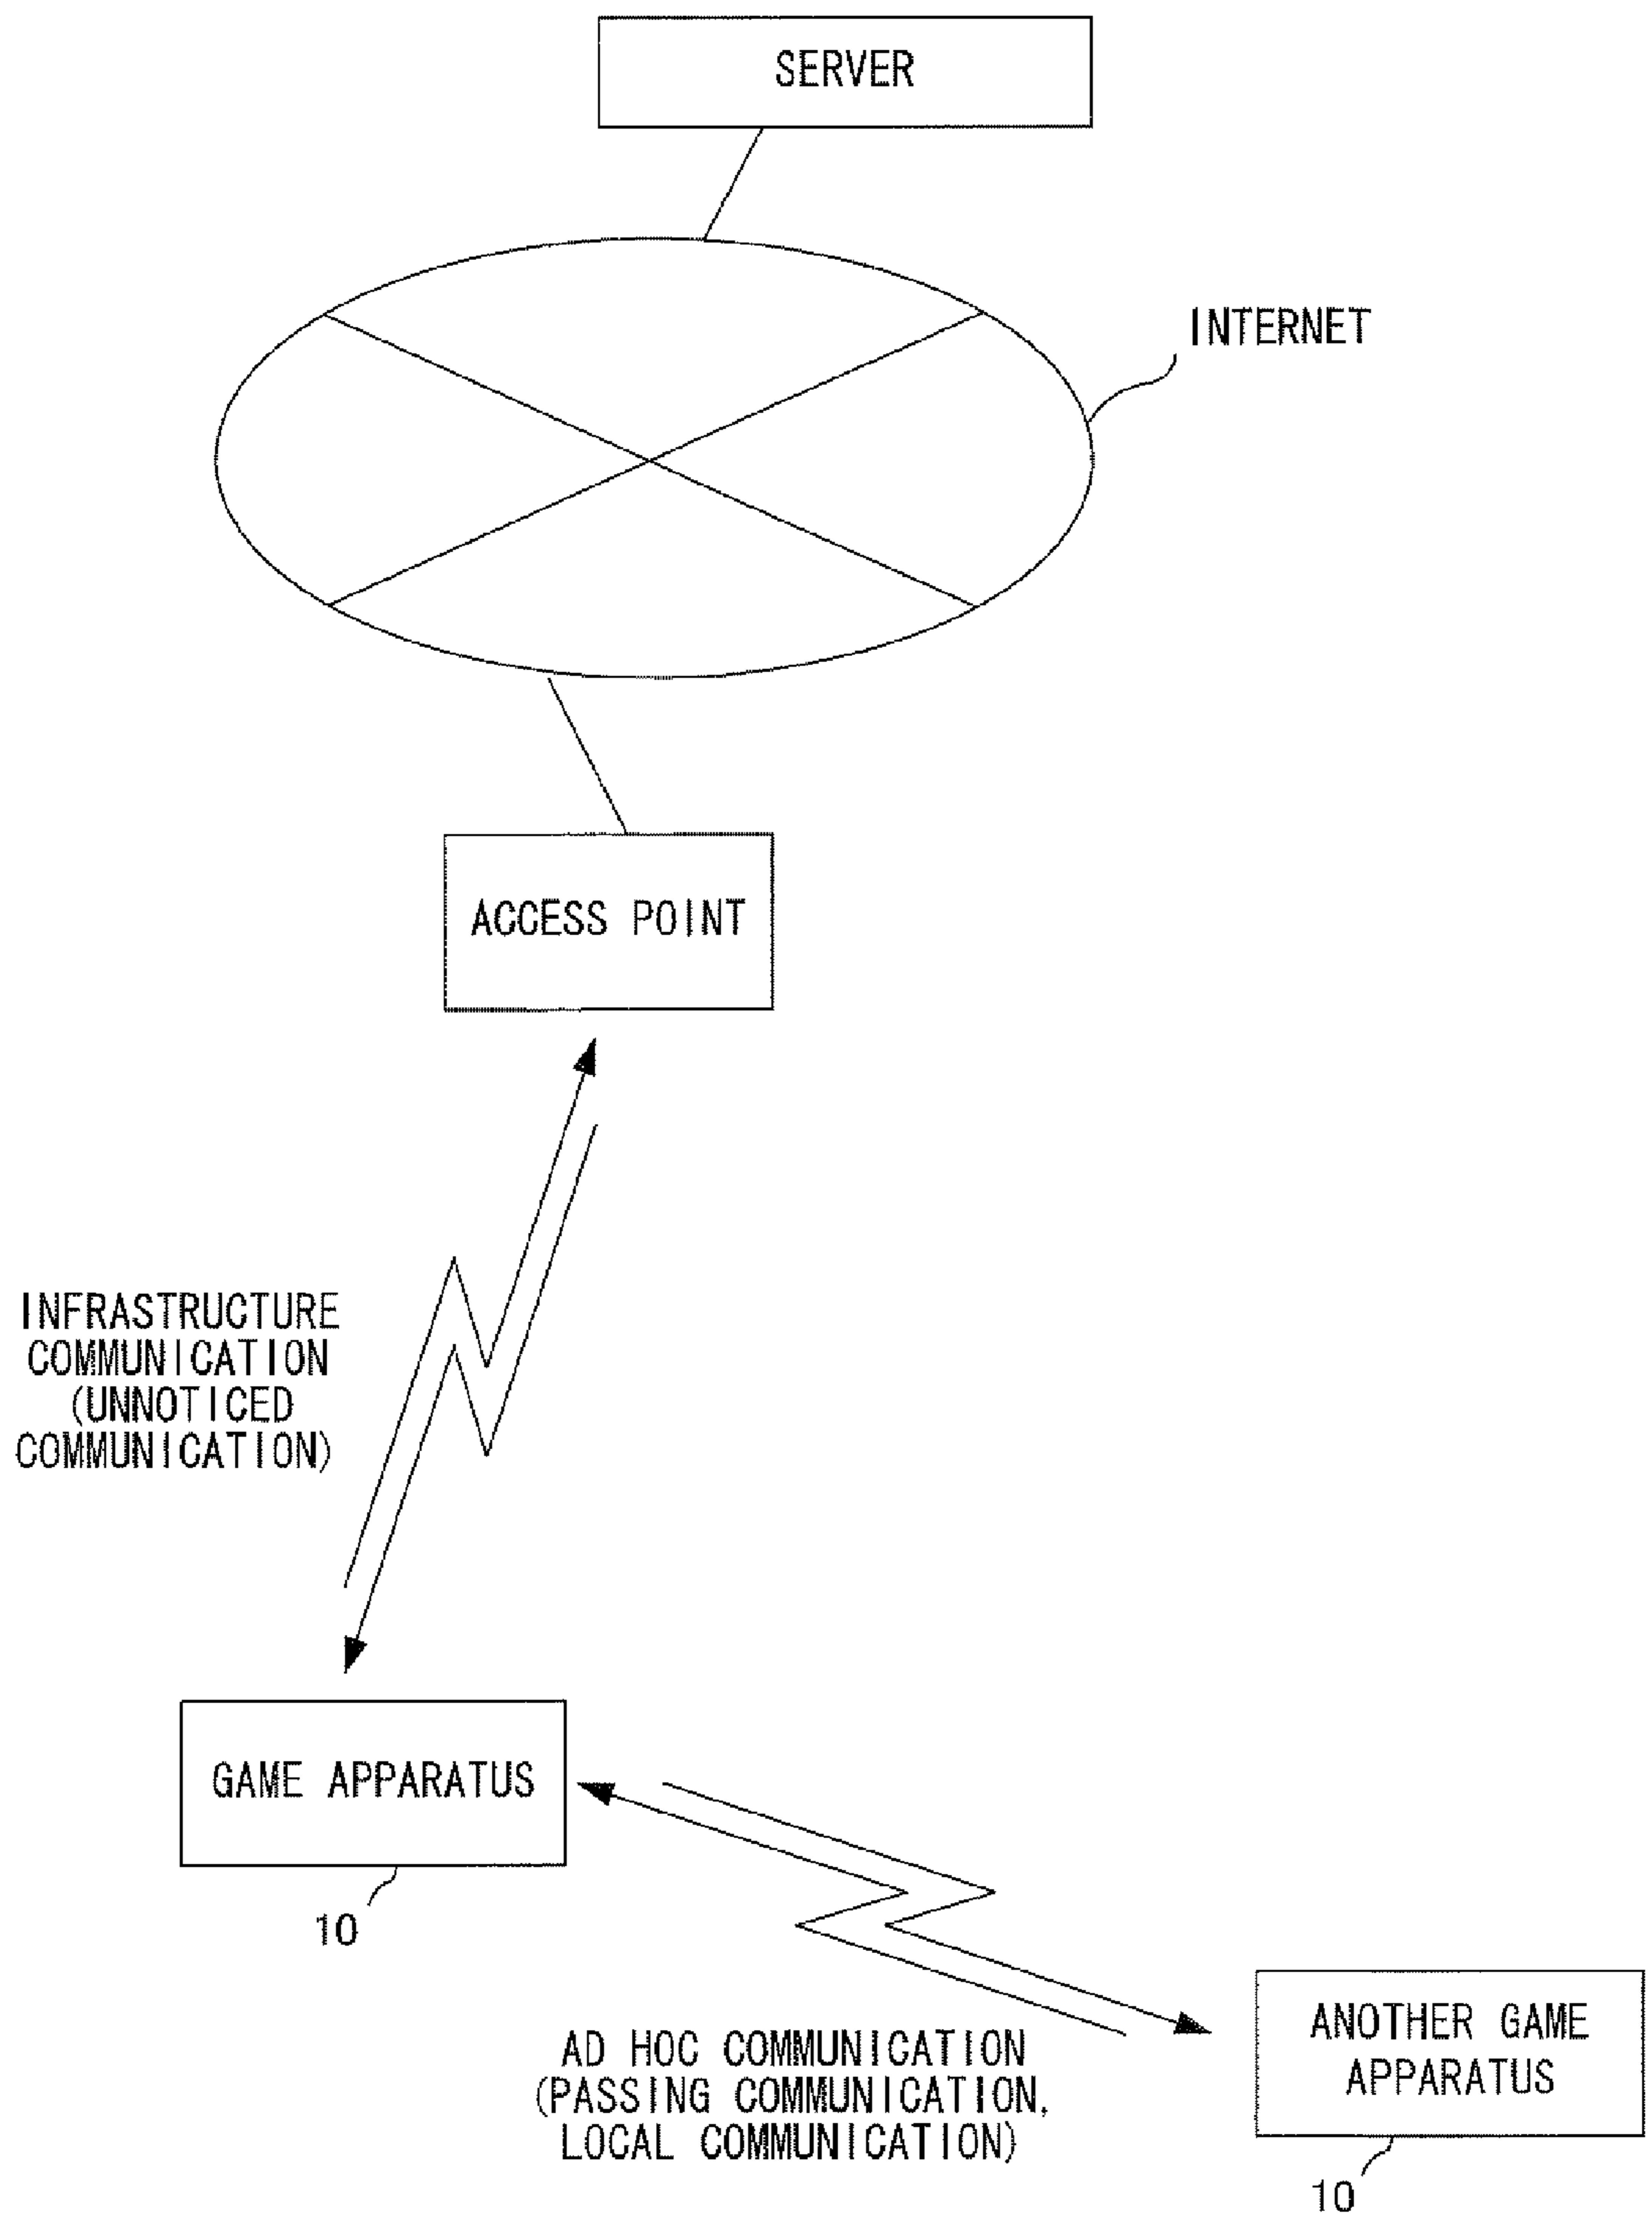 SERVER
INTERNET
ACCESS POINT
INFRASTRUCTURE
COMMUNICATION
(UNNOTICED
COMMUNICATION)
GAME APPARATUS
10
AD HOC COMMUNICATION
(PASSING COMMUNICATION,
LOCAL COMMUNICATION)
ANOTHER GAME
APPARATUS
10